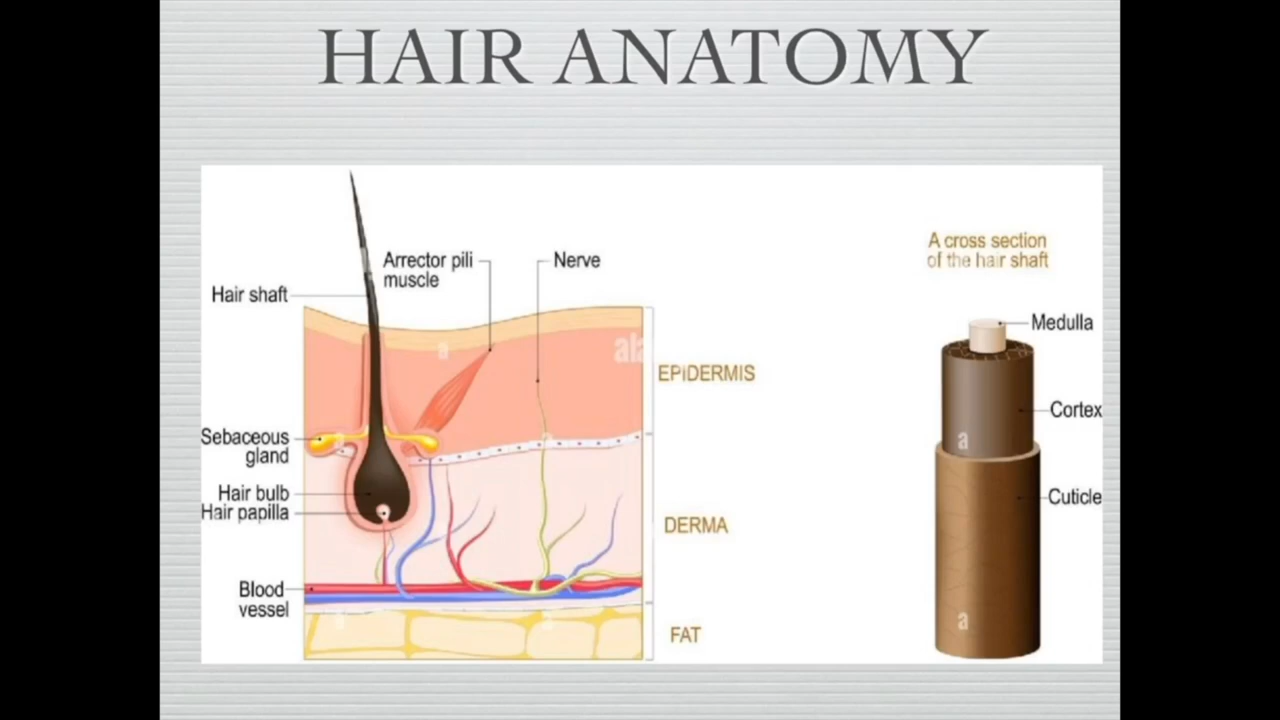 HAIR ANATOMY
Hair shaft
Arrector pili
muscle
Nerve
Sebaceous
gland
Hair bulb
Hair papilla
Blood
vessel
EPIDERMIS
DERMA
FAT
A cross section
of the hair shaft
Medulla
Cortex
Cuticle
a
ala
a
a
a
a